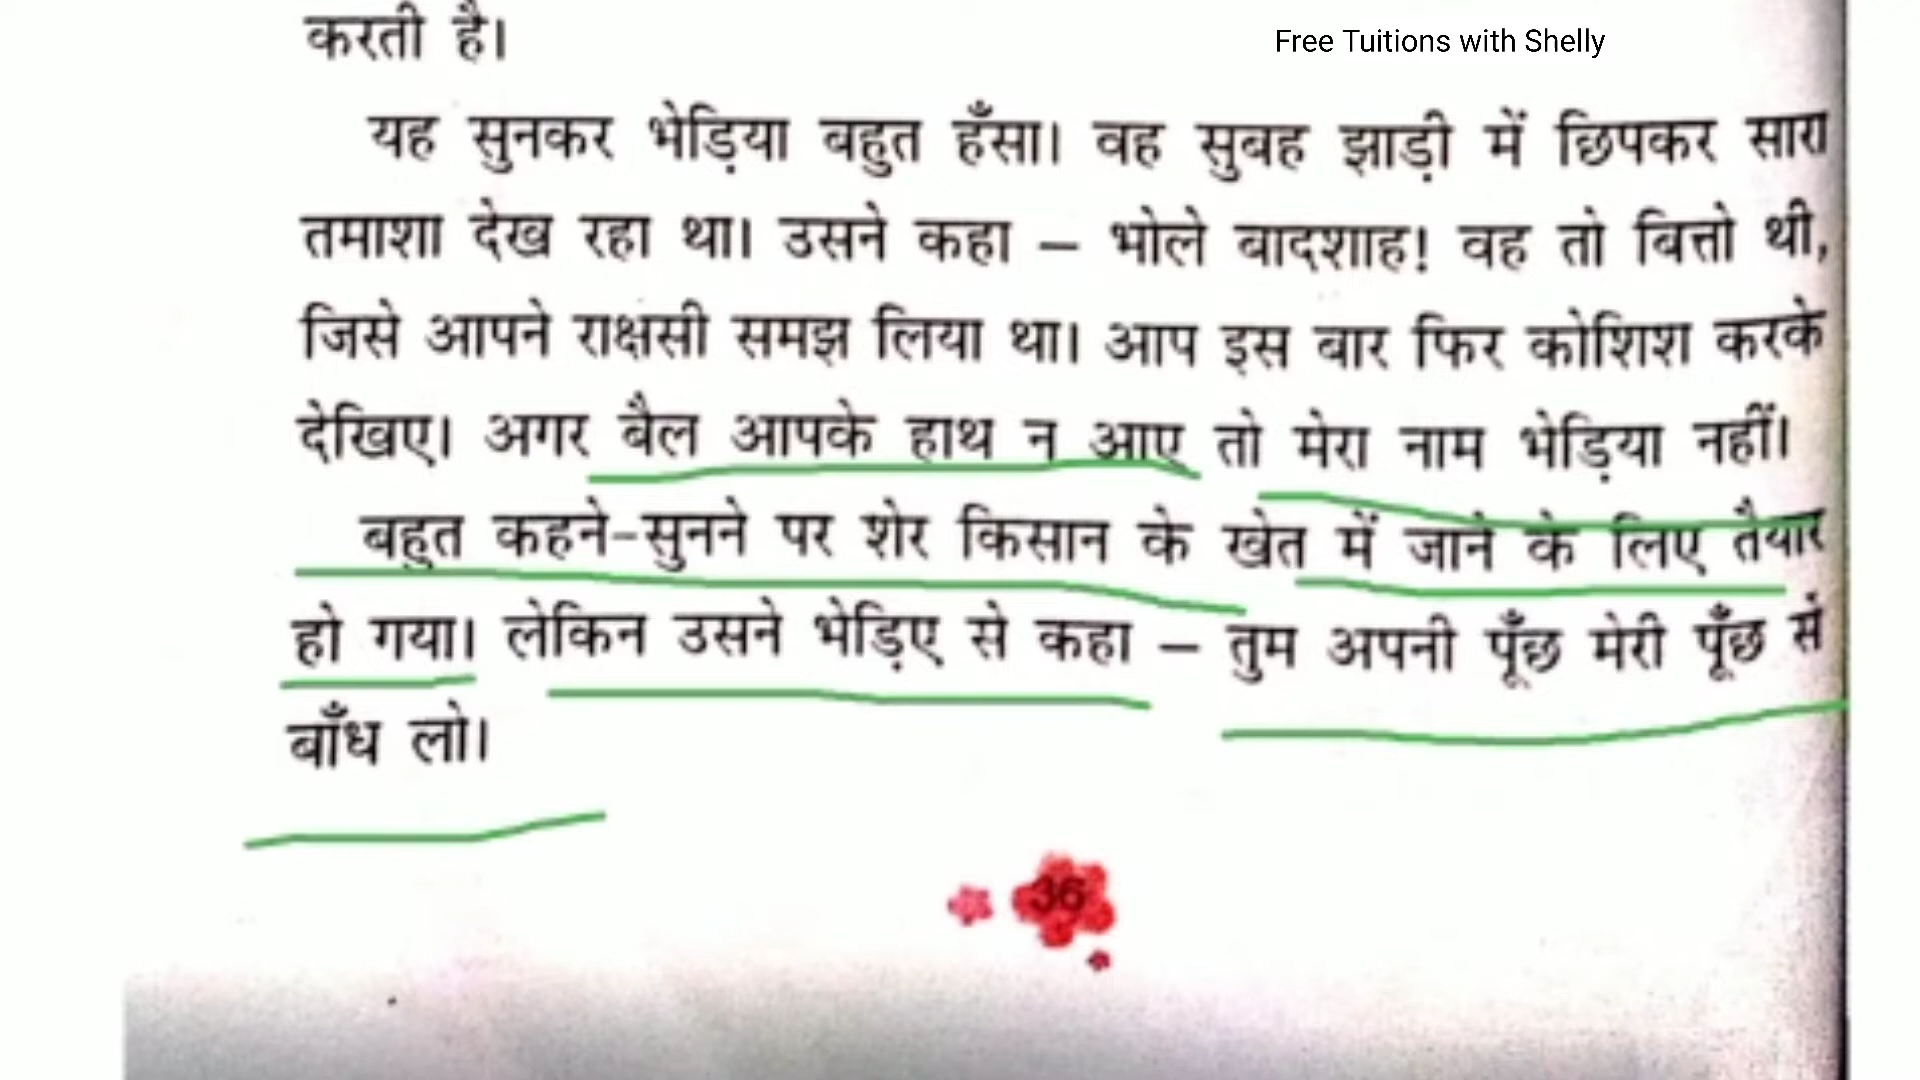 करती है।
Free Tuitions with Shelly
यह सुनकर भेड़िया बहुत हँसा। वह सुबह झाड़ी में छिपकर सारा
तमाशा देख रहा था। उसने कहा – भोले बादशाह! वह तो बित्तो थी,
जिसे आपने राक्षसी समझ लिया था। आप इस बार फिर कोशिश करके
देखिए। अगर बैल आपके हाथ न आए तो मेरा नाम भेड़िया नहीं।
बहुत कहने-सुनने पर शेर किसान के खेत में जाने के लिए तैयार
हो गया। लेकिन उसने भेड़िए से कहा – तुम अपनी पूँछ मेरी पूँछ से
बाँध लो।
36